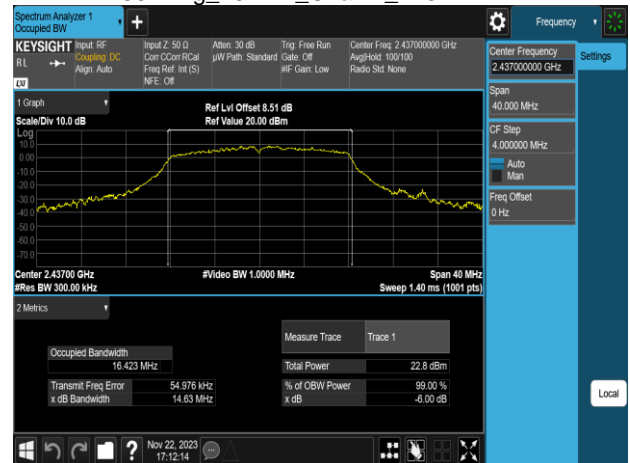 Spectrum Analyzer 1
Occupied BW
Frequency
KEYSIGHT
R L
LXI
Input: RF
Coupling: DC
Align: Auto
Input Z: 50 Ω
Corr CCorr RCal
Freq Ref: Int (S)
NFE: Off
Atten: 30 dB
µW Path: Standard
Trig: Free Run
Gate: Off
#IF Gain: Low
Center Freq: 2.437000000 GHz
Avg|Hold: 100/100
Radio Std: None
Center Frequency
2.437000000 GHz
Settings
Span
40.000 MHz
CF Step
4.000000 MHz
Auto
Man
Freq Offset
0 Hz
1 Graph
Scale/Div 10.0 dB
Ref Lvl Offset 8.51 dB
Ref Value 20.00 dBm
Log
10.0
0.00
-10.0
-20.0
-30.0
-40.0
-50.0
-60.0
-70.0
Center 2.43700 GHz
#Video BW 1.0000 MHz
Span 40 MHz
#Res BW 300.00 kHz
Sweep 1.40 ms (1001 pts)
2 Metrics
Measure Trace
Trace 1
Occupied Bandwidth
16.423 MHz
Total Power
22.8 dBm
Transmit Freq Error
54.976 kHz
% of OBW Power
99.00 %
x dB Bandwidth
14.63 MHz
x dB
-6.00 dB
Local
?
Nov 22, 2023
17:12:14